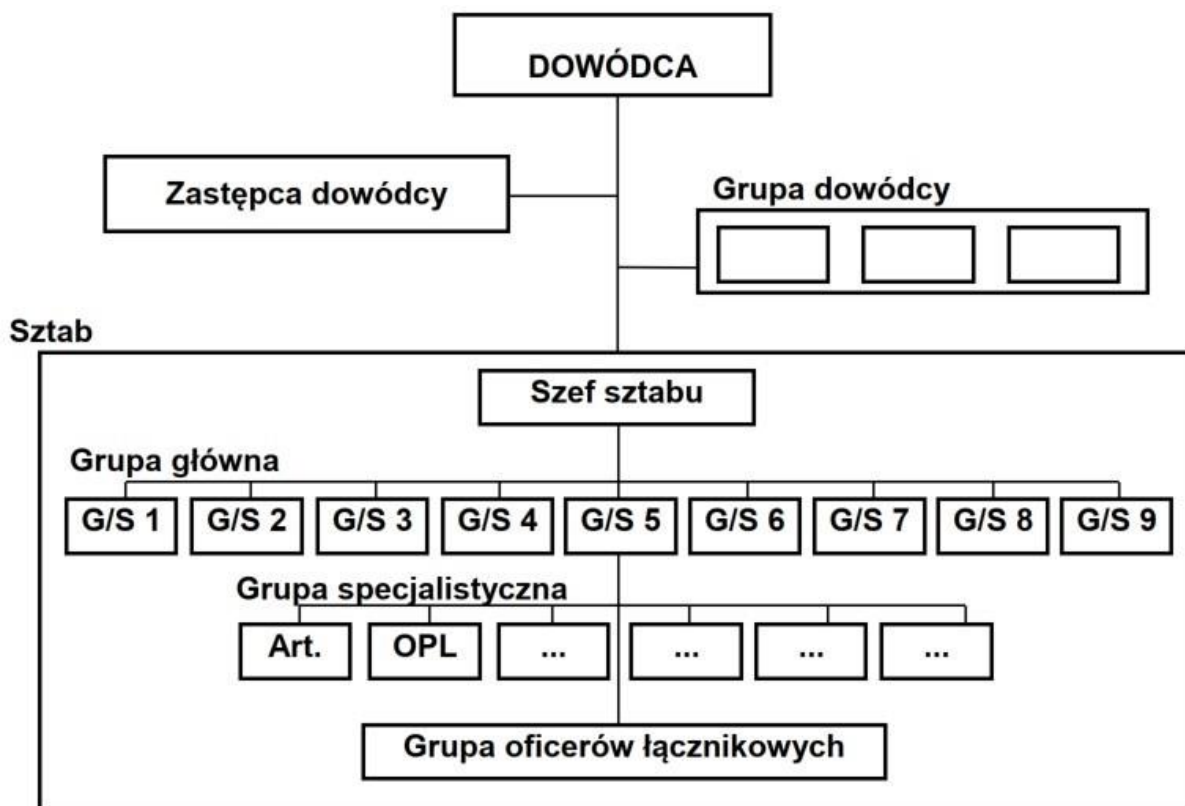 DOWÓDCA
Zastępca dowódcy
Grupa dowódcy
Sztab
Szef sztabu
Grupa główna
G/S 1 G/S 2 G/S 3 G/S 4 G/S 5 G/S 6 G/S 7 G/S 8 G/S 9
Grupa specjalistyczna
Art. OPL ... ... ... ...
Grupa oficerów łącznikowych